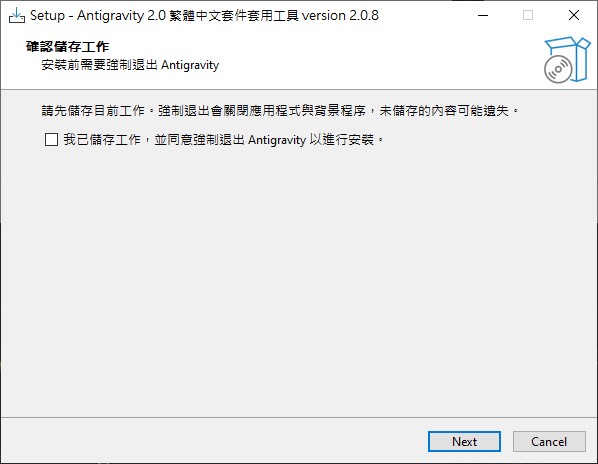 Setup - Antigravity 2.0 繁體中文套件套用工具 version 2.0.8
確認儲存工作
安裝前需要強制退出 Antigravity
請先儲存目前工作。強制退出會關閉應用程式與背景程序，未儲存的內容可能遺失。
我已儲存工作，並同意強制退出 Antigravity 以進行安裝。
Next
Cancel